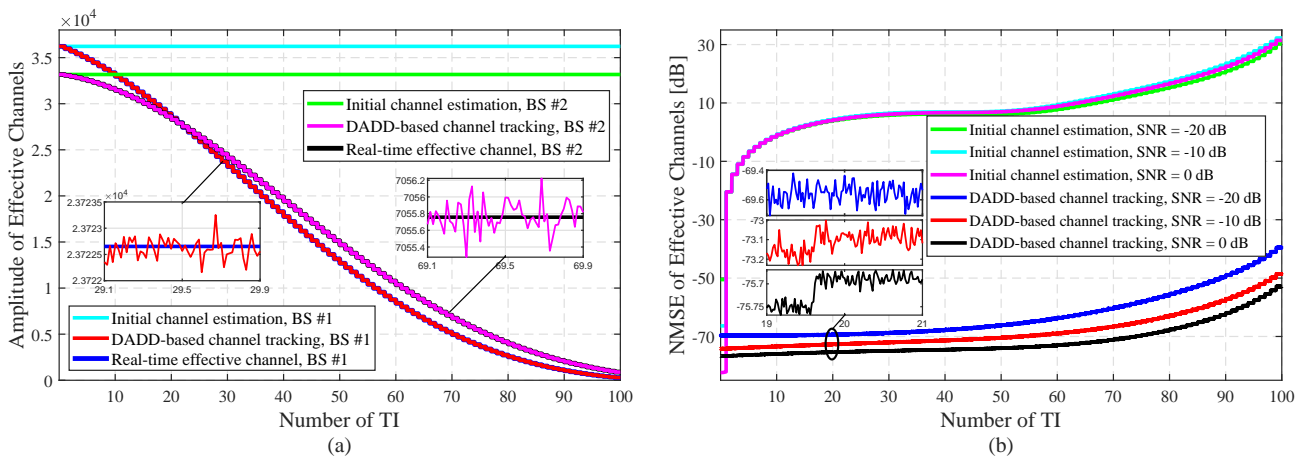 ×10⁴
3.5
3
2.5
2
1.5
1
0.5
0
Amplitude of Effective Channels
Initial channel estimation, BS #2
DADD-based channel tracking, BS #2
Real-time effective channel, BS #2
×10⁴
2.37235
2.3723
2.37225
2.3722
29.1 29.5 29.9
7056.2
7056
7055.8
7055.6
7055.4
69.1 69.5 69.9
Initial channel estimation, BS #1
DADD-based channel tracking, BS #1
Real-time effective channel, BS #1
10 20 30 40 50 60 70 80 90 100
Number of TI
(a)
30
10
-10
-30
-50
-70
NMSE of Effective Channels [dB]
Initial channel estimation, SNR = -20 dB
Initial channel estimation, SNR = -10 dB
Initial channel estimation, SNR = 0 dB
DADD-based channel tracking, SNR = -20 dB
DADD-based channel tracking, SNR = -10 dB
DADD-based channel tracking, SNR = 0 dB
-69.4
-69.6
-73
-73.1
-73.2
-75.7
-75.75
19 20 21
10 20 30 40 50 60 70 80 90 100
Number of TI
(b)